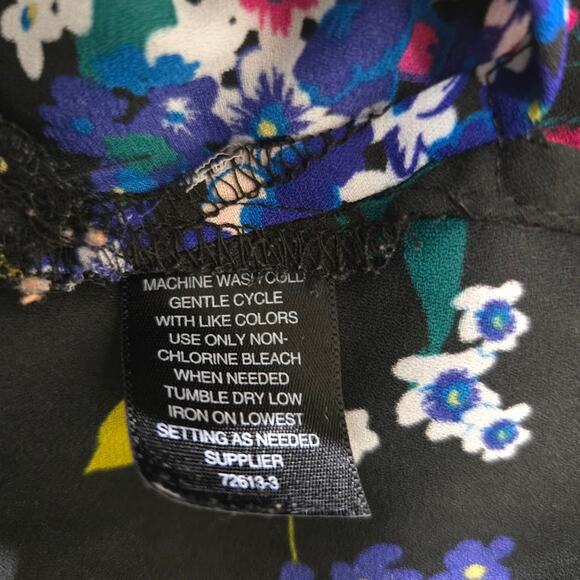 MACHINE WASH COLD
GENTLE CYCLE
WITH LIKE COLORS
USE ONLY NON-
CHLORINE BLEACH
WHEN NEEDED
TUMBLE DRY LOW
IRON ON LOWEST
SETTING AS NEEDED
SUPPLIER
72613-3